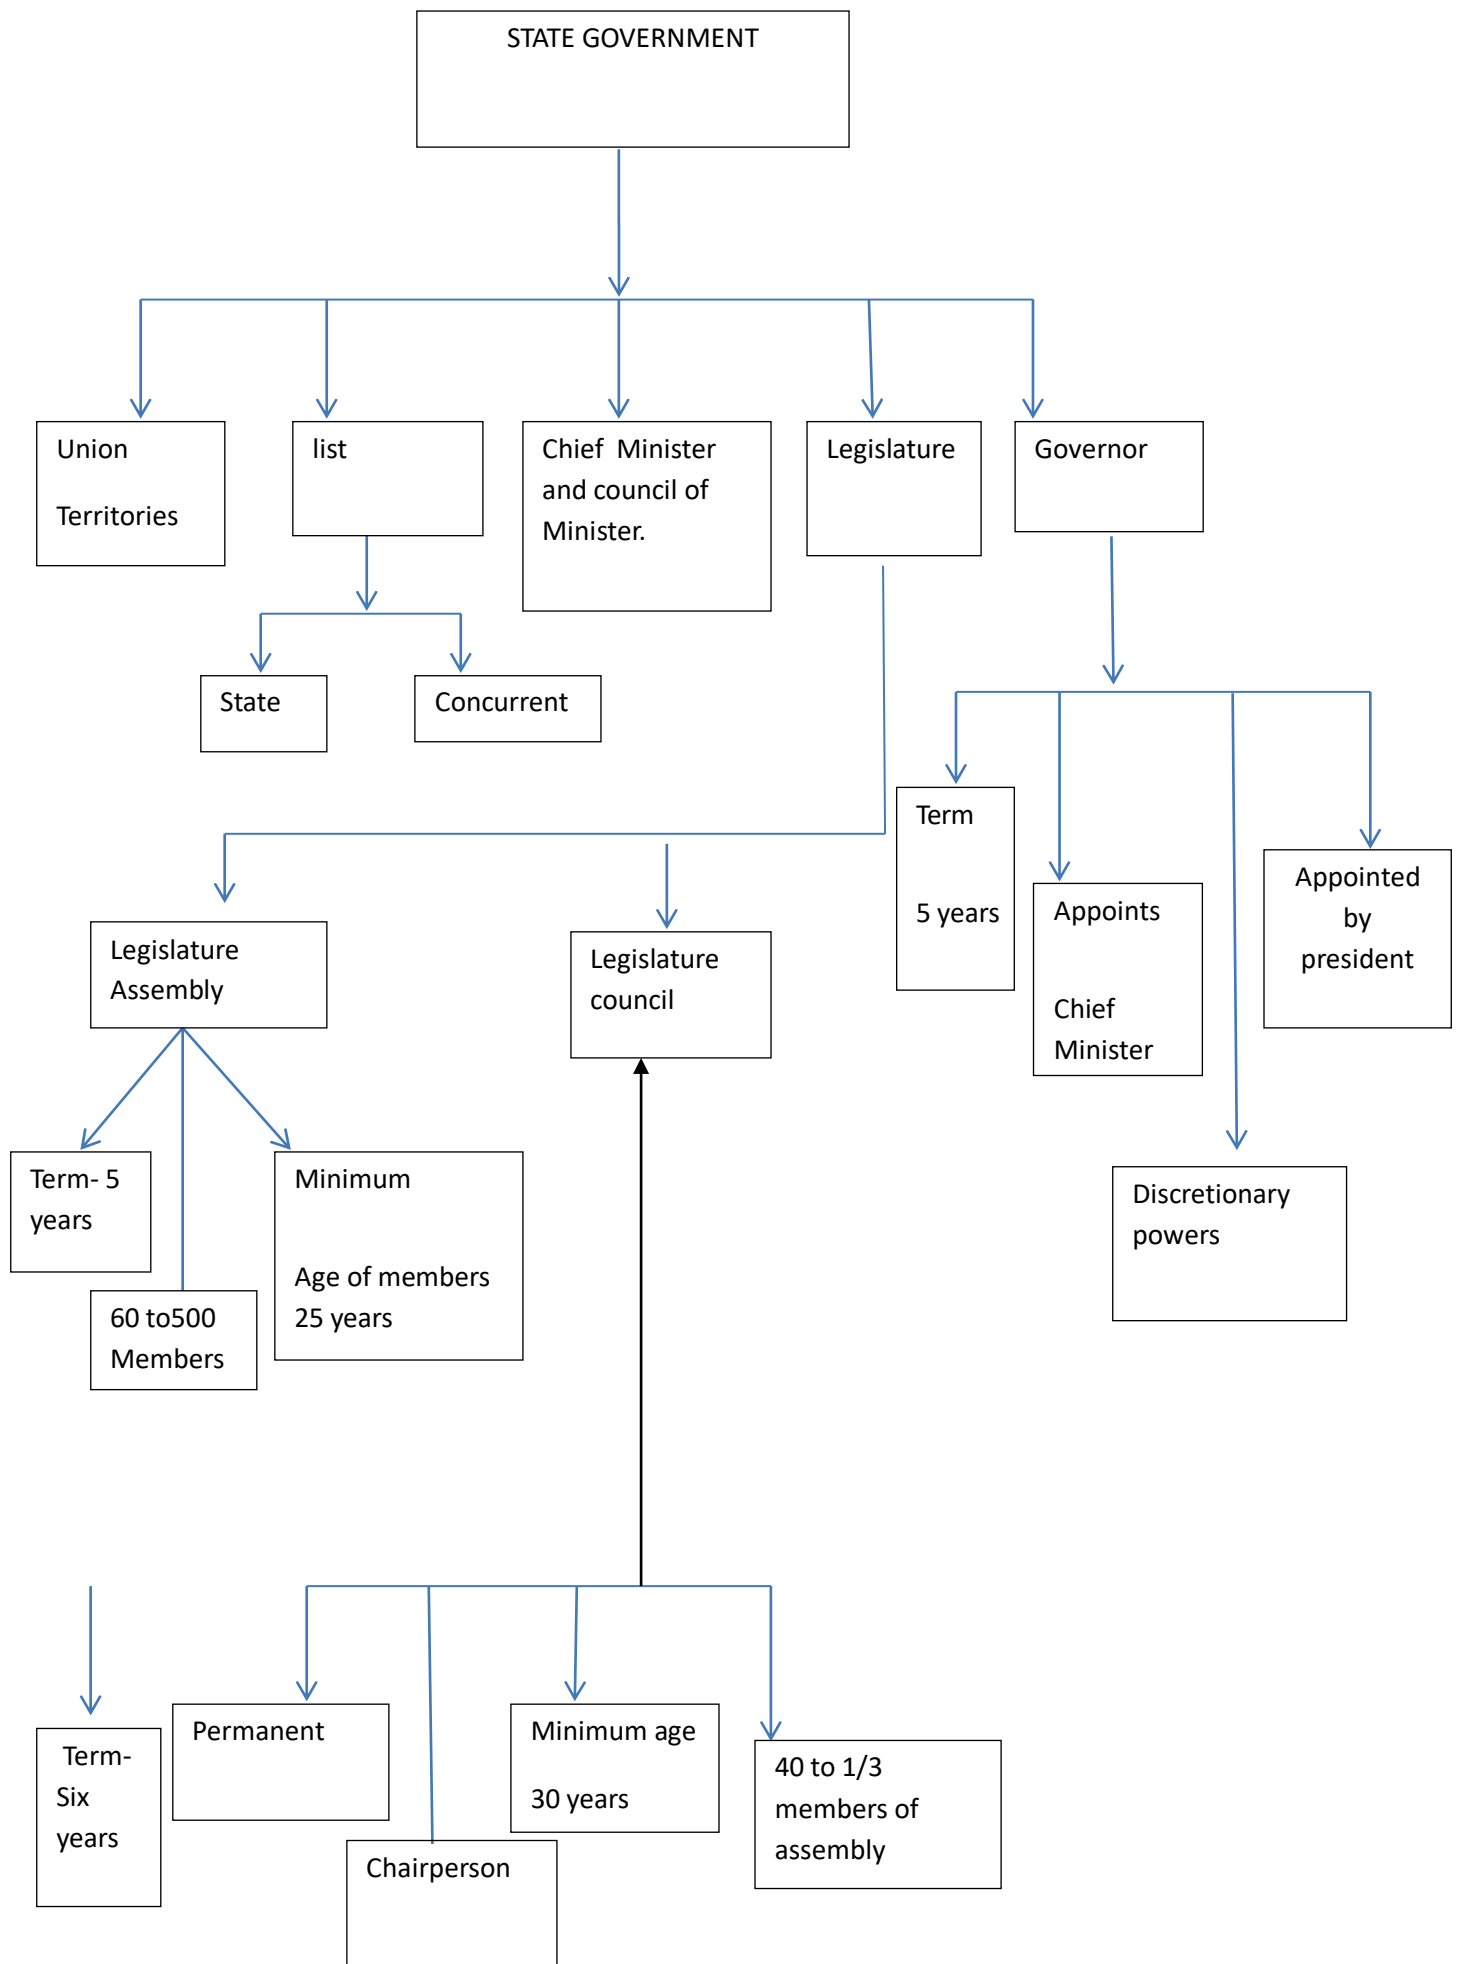 STATE GOVERNMENT
Union
Territories
list
Chief  Minister
and council of
Minister.
Legislature
Governor
State
Concurrent
Term
5 years
Appoints
Chief
Minister
Appointed
by
president
Legislature
Assembly
Legislature
council
Term- 5
years
60 to500
Members
Minimum
Age of members
25 years
Discretionary
powers
Term-
Six
years
Permanent
Chairperson
Minimum age
30 years
40 to 1/3
members of
assembly